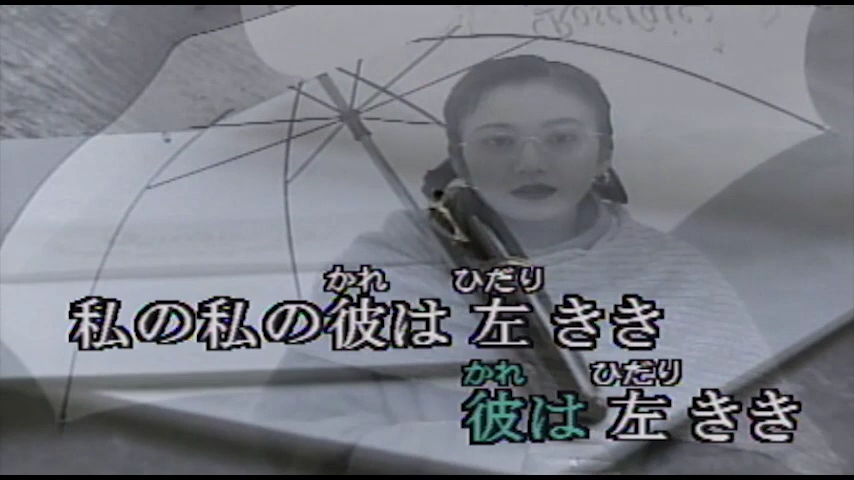 かれ ひだり
私の私の彼は 左 きき
かれ ひだり
彼は 左 きき